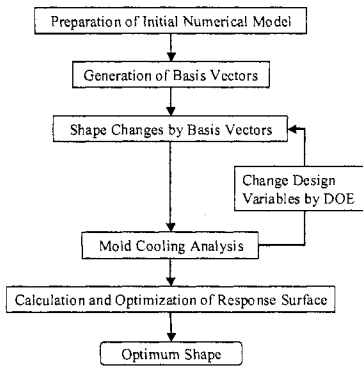 Preparation of Initial Numerical Model
Generation of Basis Vectors
Shape Changes by Basis Vectors
Change Design
Variables by DOE
Mold Cooling Analysis
Calculation and Optimization of Response Surface
Optimum Shape